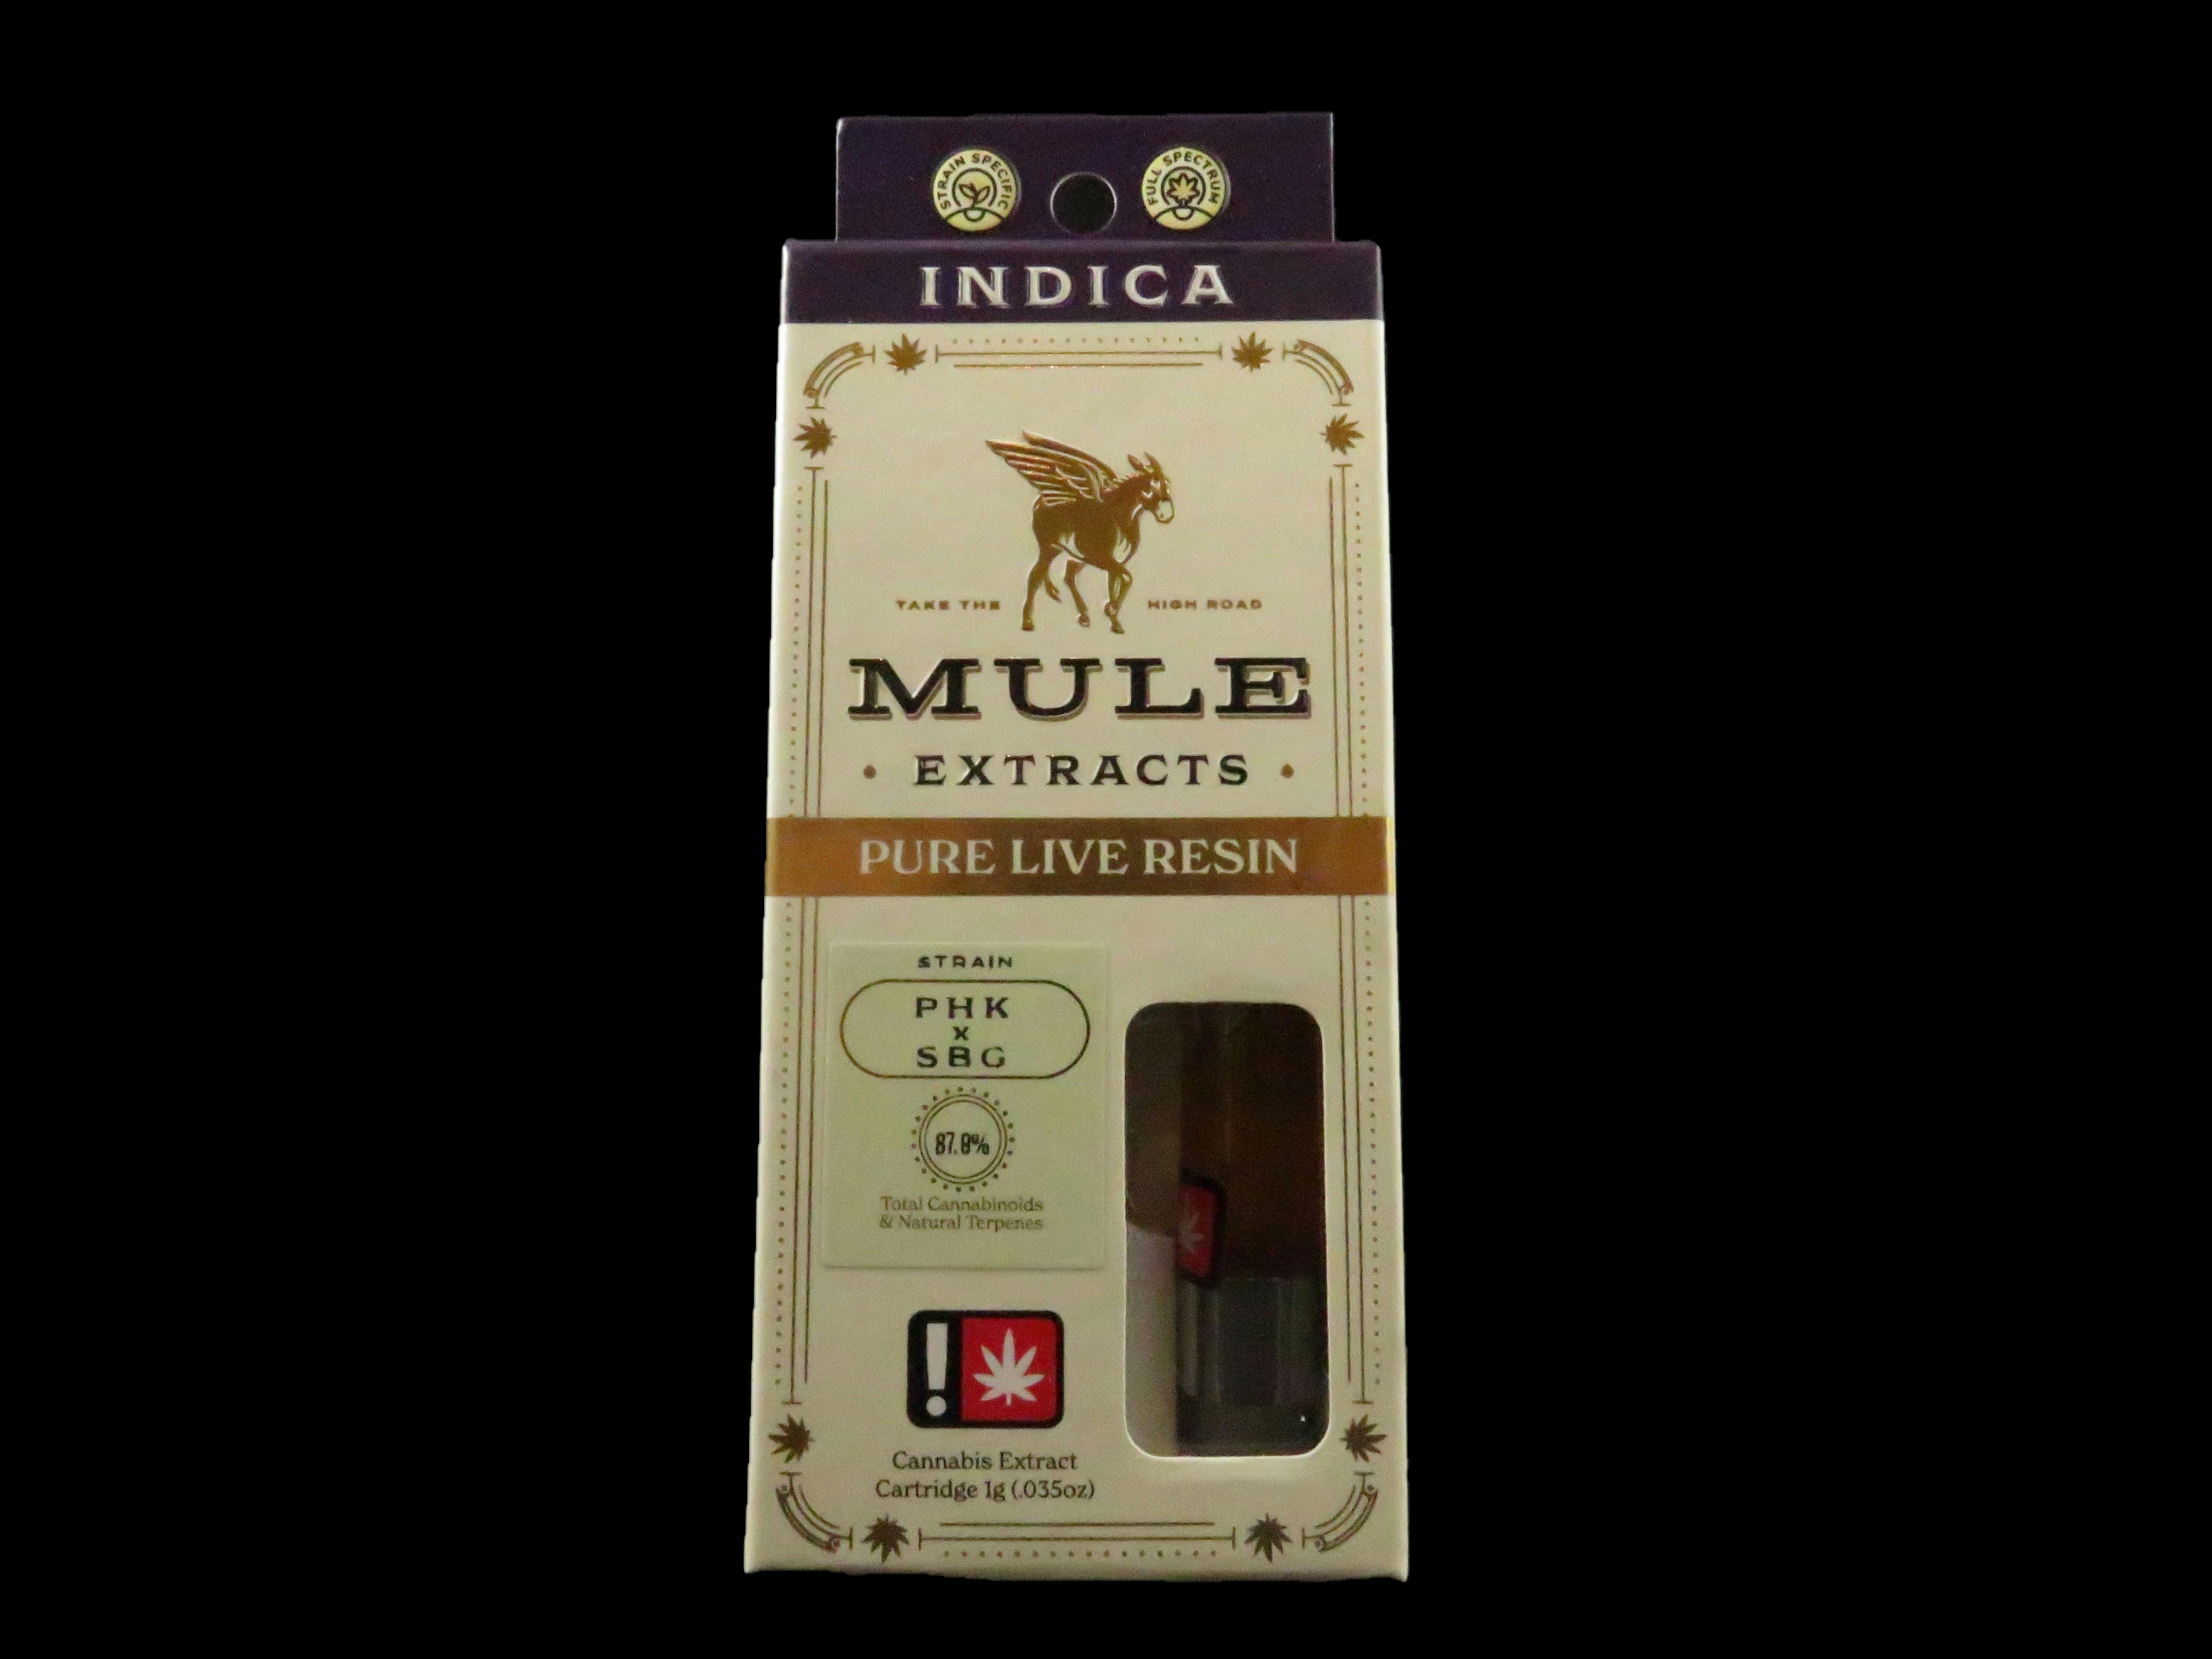 STRAIN SPECIFIC
FULL SPECTRUM
INDICA
TAKE THE HIGH ROAD
MULE
• EXTRACTS •
PURE LIVE RESIN
STRAIN
PHK
X
SBG
87.8%
Total Cannabinoids
& Natural Terpenes
!
Cannabis Extract
Cartridge 1g (.035oz)